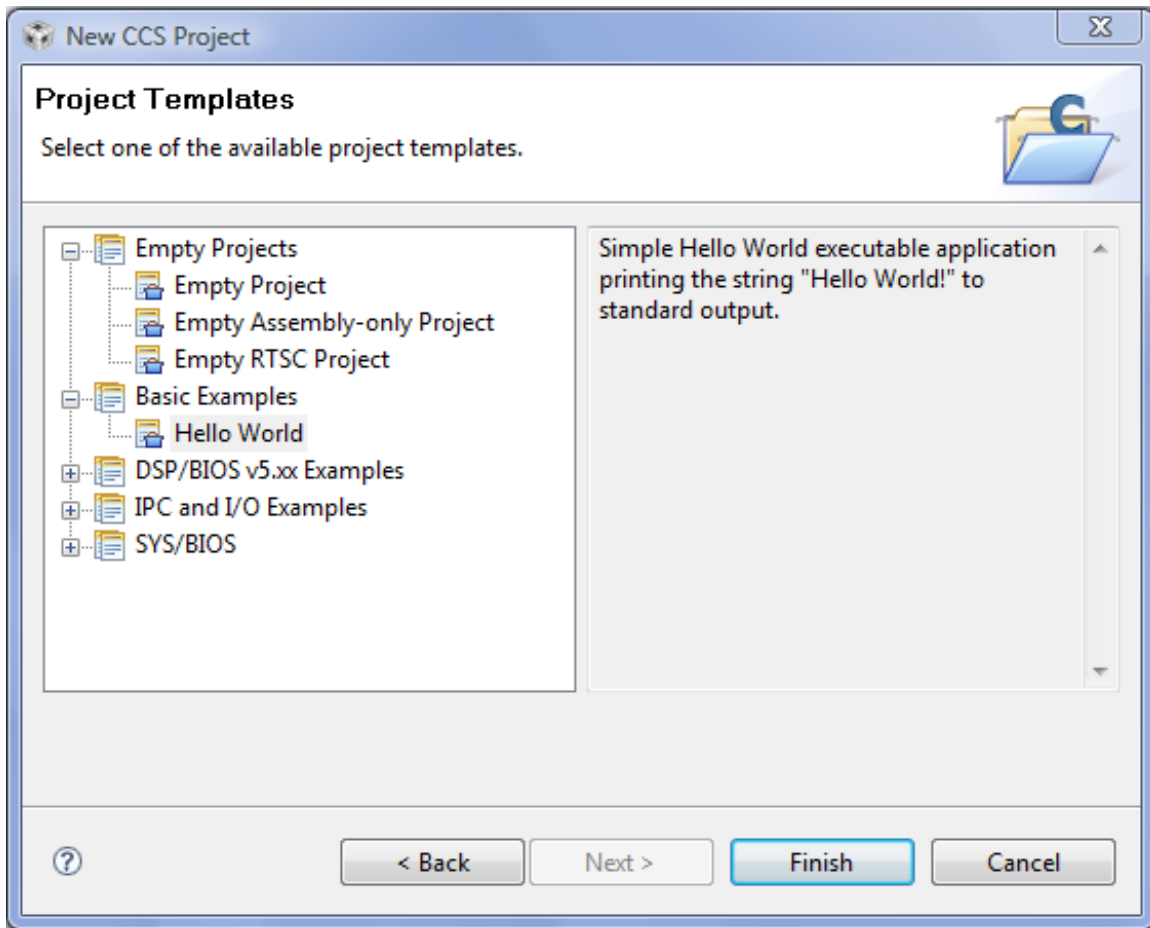 New CCS Project
Project Templates
Select one of the available project templates.
Empty Projects
Empty Project
Empty Assembly-only Project
Empty RTSC Project
Basic Examples
Hello World
DSP/BIOS v5.xx Examples
IPC and I/O Examples
SYS/BIOS
Simple Hello World executable application
printing the string "Hello World!" to
standard output.
< Back
Next >
Finish
Cancel